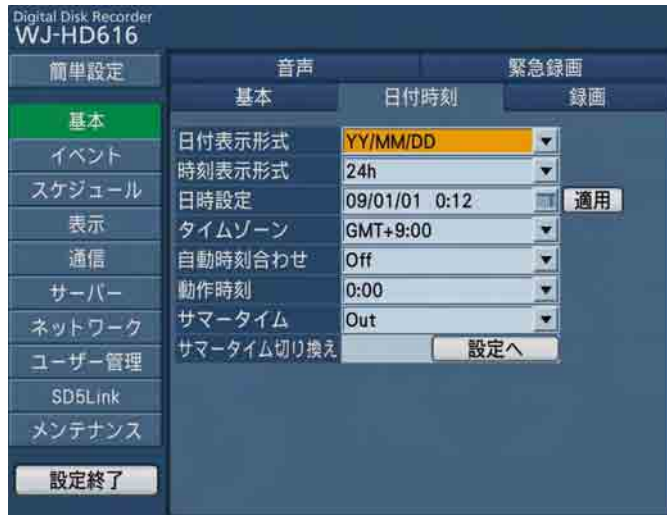 Digital Disk Recorder
WJ-HD616
簡単設定
基本
イベント
スケジュール
表示
通信
サーバー
ネットワーク
ユーザー管理
SD5Link
メンテナンス
設定終了
音声 緊急録画
基本 日付時刻 録画
日付表示形式 YY/MM/DD
時刻表示形式 24h
日時設定 09/01/01 0:12 適用
タイムゾーン GMT+9:00
自動時刻合わせ Off
動作時刻 0:00
サマータイム Out
サマータイム切り換え 設定へ